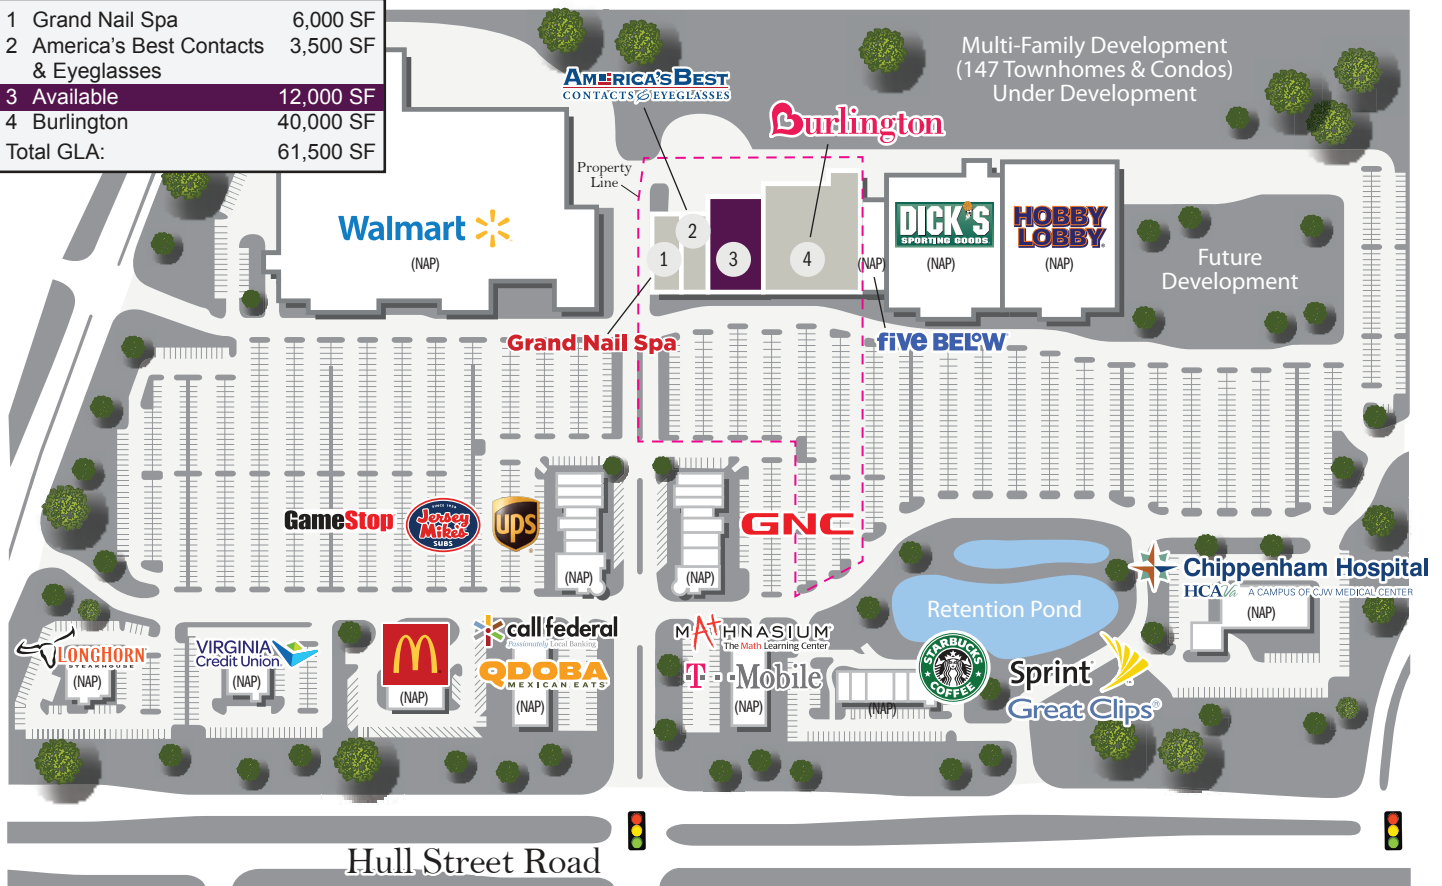 1 Grand Nail Spa 6,000 SF
2 America's Best Contacts 3,500 SF
& Eyeglasses
3 Available 12,000 SF
4 Burlington 40,000 SF
Total GLA: 61,500 SF
Multi-Family Development
(147 Townhomes & Condos)
Under Development
AMERICA'S BEST
CONTACTS & EYEGLASSES
Burlington
Property
Line
Walmart
(NAP)
1
2
3
4
(NAP)
DICK'S
SPORTING GOODS
(NAP)
HOBBY
LOBBY
(NAP)
Future
Development
Grand Nail Spa
five BELOW
GameStop
SINCE 1956
Jersey
Mike's
SUBS
ups
GNC
(NAP)
(NAP)
Chippenham Hospital
HCAVa A CAMPUS OF CJW MEDICAL CENTER
(NAP)
Retention Pond
LONGHORN
STEAKHOUSE
(NAP)
VIRGINIA
Credit Union
(NAP)
M
(NAP)
call federal
Passionately Local Banking
QDOBA
MEXICAN EATS
(NAP)
MATHNASIUM
The Math Learning Center
T-Mobile
(NAP)
STARBUCKS
COFFEE
(NAP)
Sprint
Great Clips®
Hull Street Road